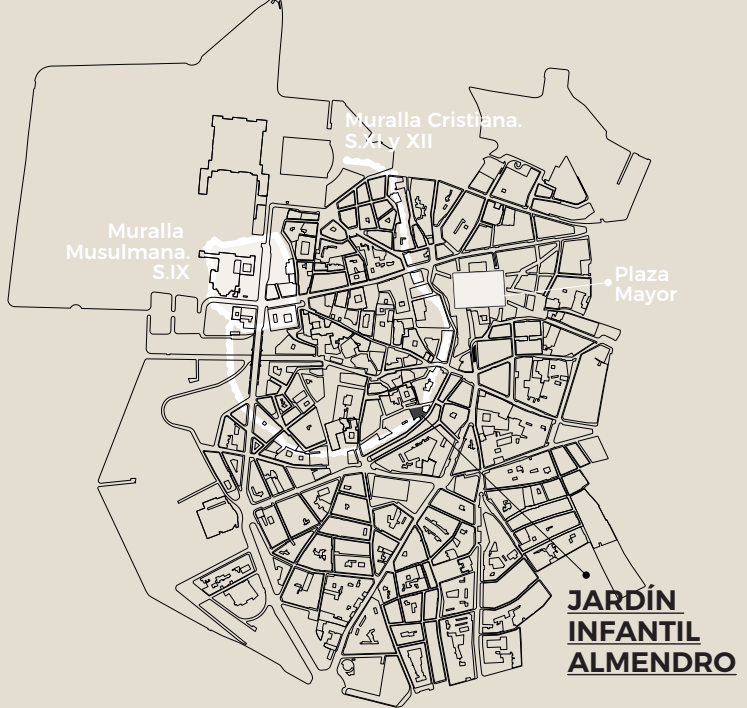 Muralla Cristiana.
S.XI y XII
Muralla
Musulmana.
S.IX
Plaza
Mayor
JARDÍN
INFANTIL
ALMENDRO